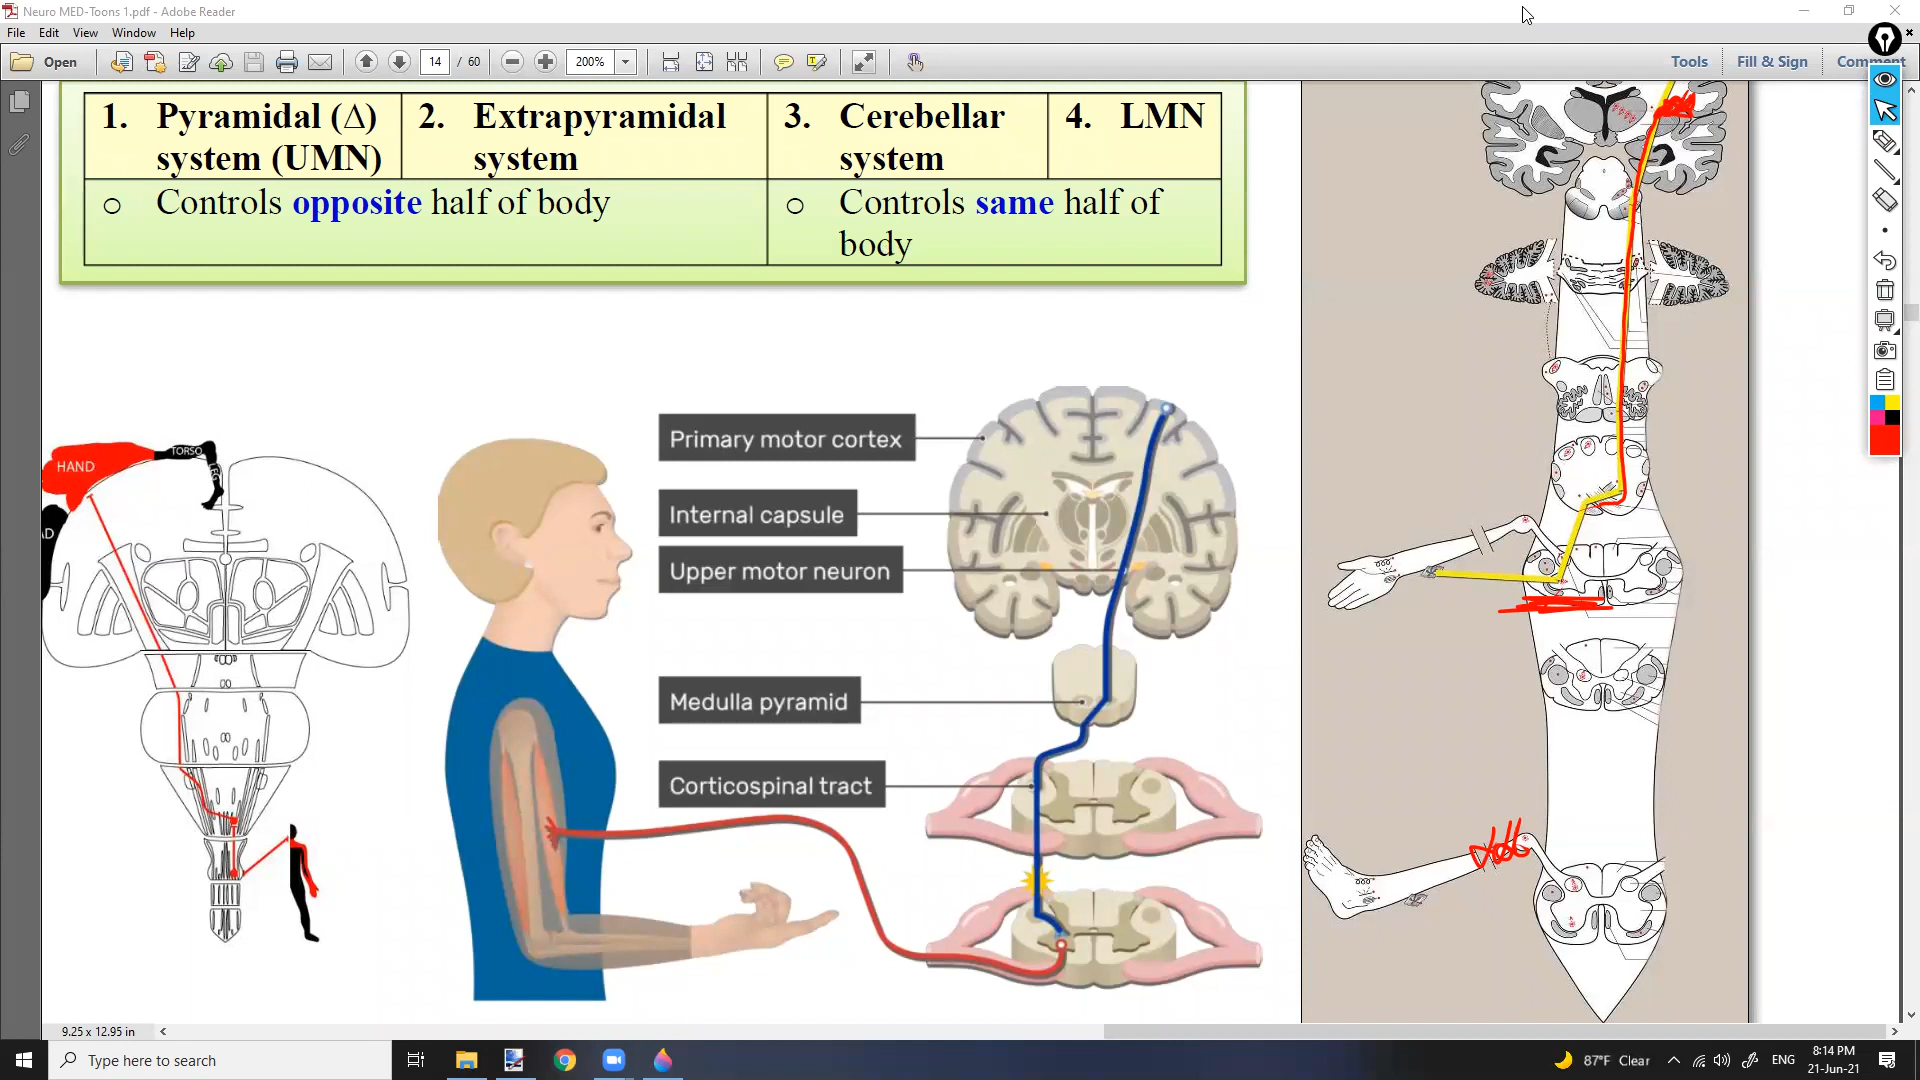 Neuro MED-Toons 1.pdf - Adobe Reader
File Edit View Window Help
Open 14 / 60 200% Tools Fill & Sign Comment
1. Pyramidal (Δ) system (UMN)
2. Extrapyramidal system
3. Cerebellar system
4. LMN
o Controls opposite half of body
o Controls same half of body
HAND
TORSO
LEG
AD
Primary motor cortex
Internal capsule
Upper motor neuron
Medulla pyramid
Corticospinal tract
9.25 x 12.95 in
Type here to search
87°F Clear
ENG
8:14 PM
21-Jun-21